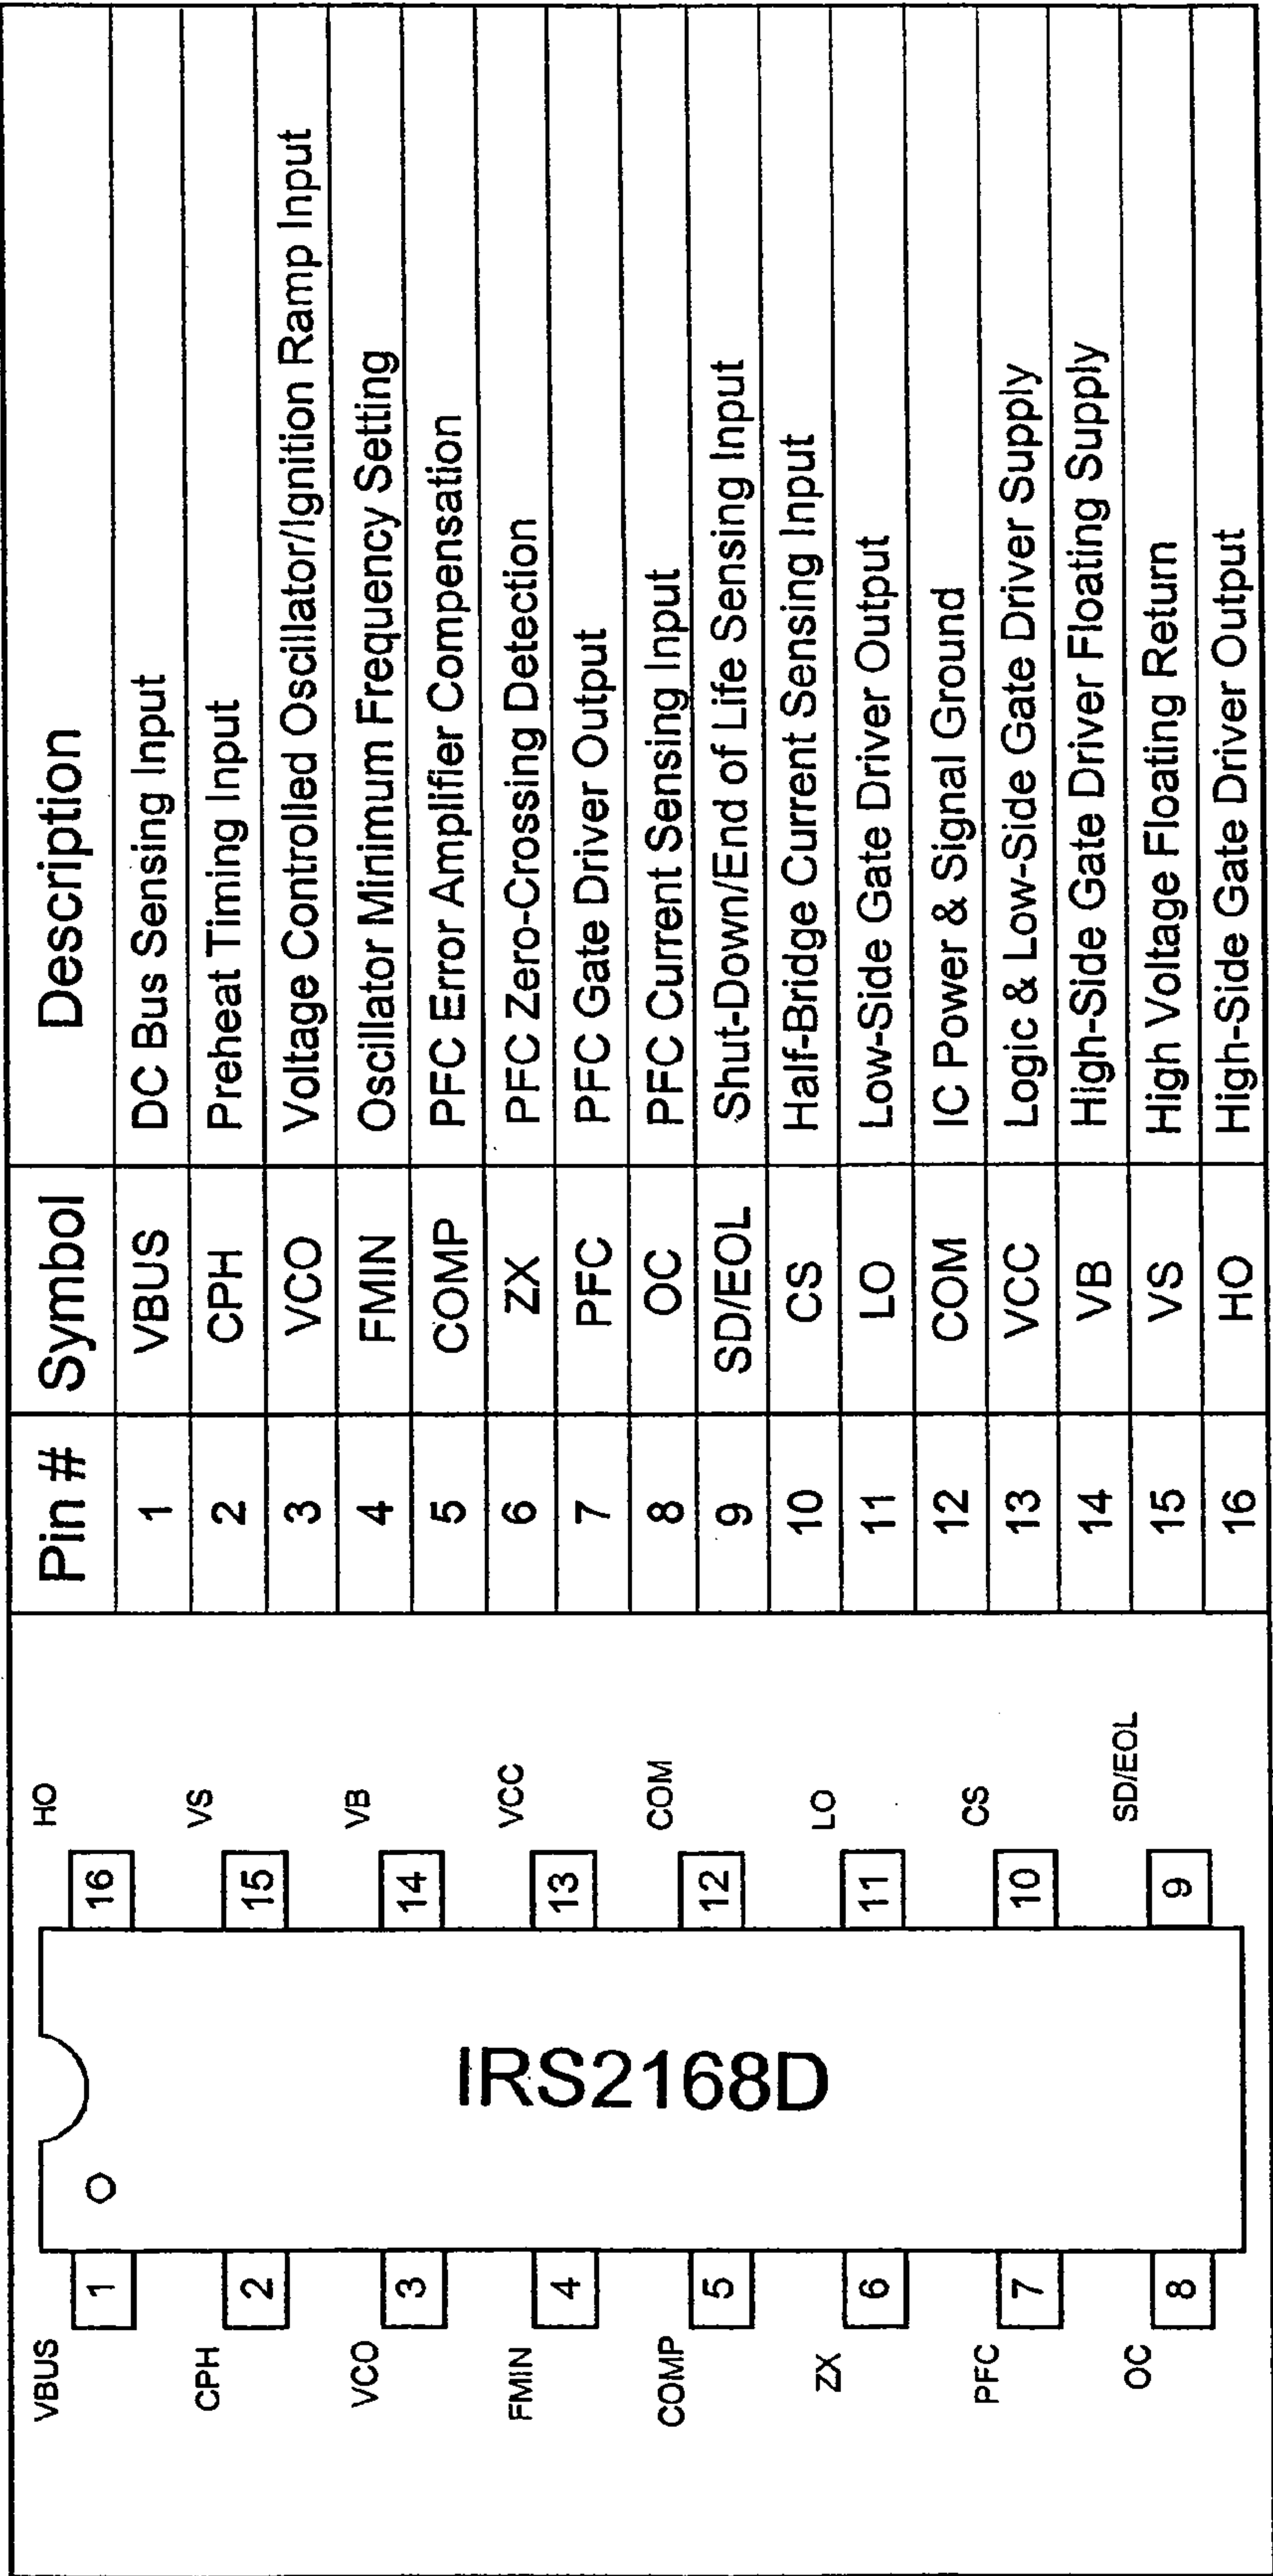 VBUS 1 16 HO
CPH 2 15 VS
VCO 3 14 VB
FMIN 4 13 VCC
COMP 5 12 COM
ZX 6 11 LO
PFC 7 10 CS
OC 8 9 SD/EOL
IRS2168D
Pin # Symbol Description
1 VBUS DC Bus Sensing Input
2 CPH Preheat Timing Input
3 VCO Voltage Controlled Oscillator/Ignition Ramp Input
4 FMIN Oscillator Minimum Frequency Setting
5 COMP PFC Error Amplifier Compensation
6 ZX PFC Zero-Crossing Detection
7 PFC PFC Gate Driver Output
8 OC PFC Current Sensing Input
9 SD/EOL Shut-Down/End of Life Sensing Input
10 CS Half-Bridge Current Sensing Input
11 LO Low-Side Gate Driver Output
12 COM IC Power & Signal Ground
13 VCC Logic & Low-Side Gate Driver Supply
14 VB High-Side Gate Driver Floating Supply
15 VS High Voltage Floating Return
16 HO High-Side Gate Driver Output